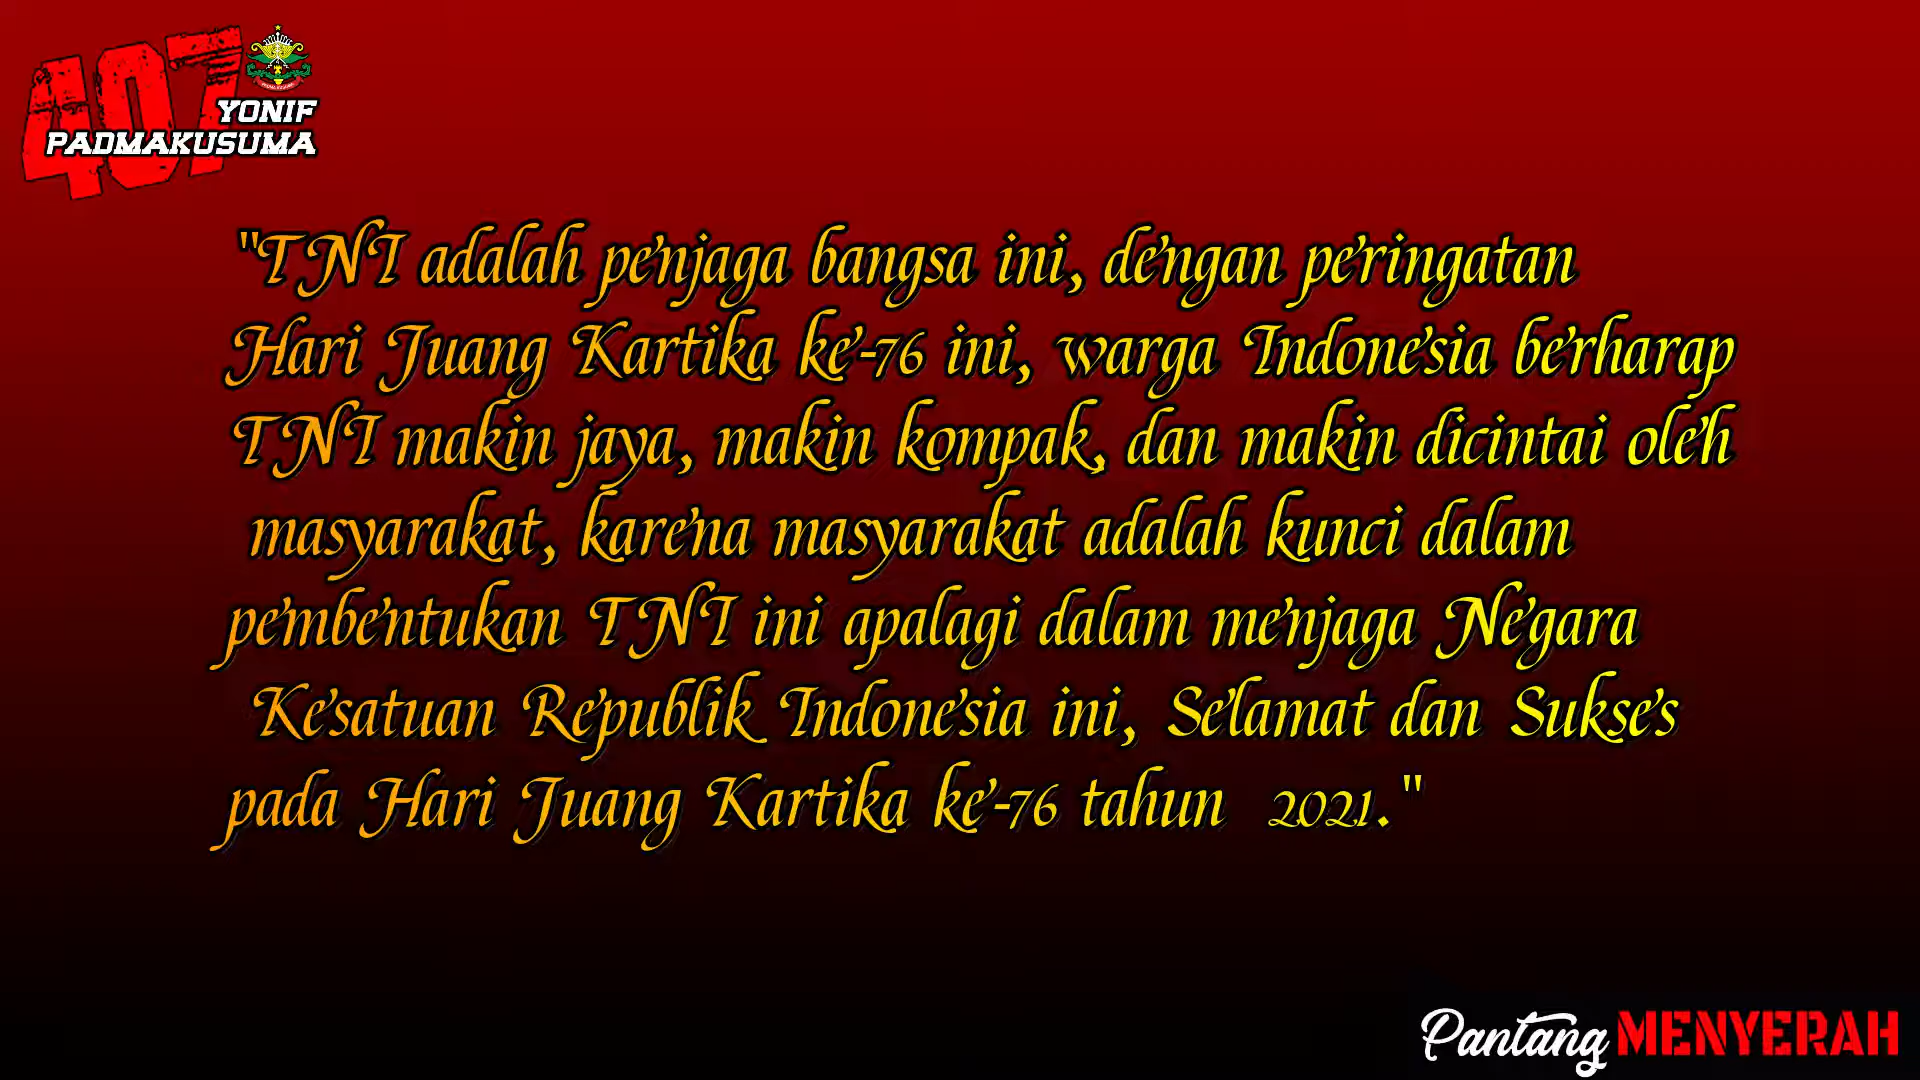 407
YONIF
PADMAKUSUMA
"TNI adalah penjaga bangsa ini, dengan peringatan
Hari Juang Kartika ke-76 ini, warga Indonesia berharap
TNI makin jaya, makin kompak, dan makin dicintai oleh
masyarakat, karena masyarakat adalah kunci dalam
pembentukan TNI ini apalagi dalam menjaga Negara
Kesatuan Republik Indonesia ini, Selamat dan Sukses
pada Hari Juang Kartika ke-76 tahun 2021."
Pantang MENYERAH